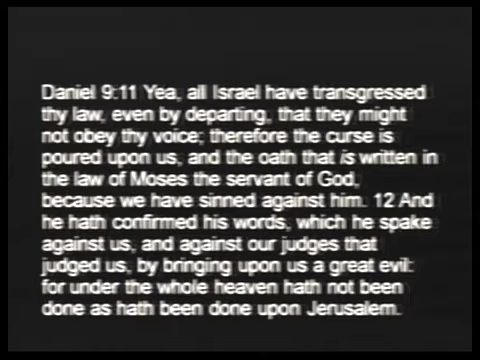 Daniel 9:11 Yea, all Israel have transgressed
thy law, even by departing, that they might
not obey thy voice; therefore the curse is
poured upon us, and the oath that is written in
the law of Moses the servant of God,
because we have sinned against him. 12 And
he hath confirmed his words, which he spake
against us, and against our judges that
judged us, by bringing upon us a great evil:
for under the whole heaven hath not been
done as hath been done upon Jerusalem.